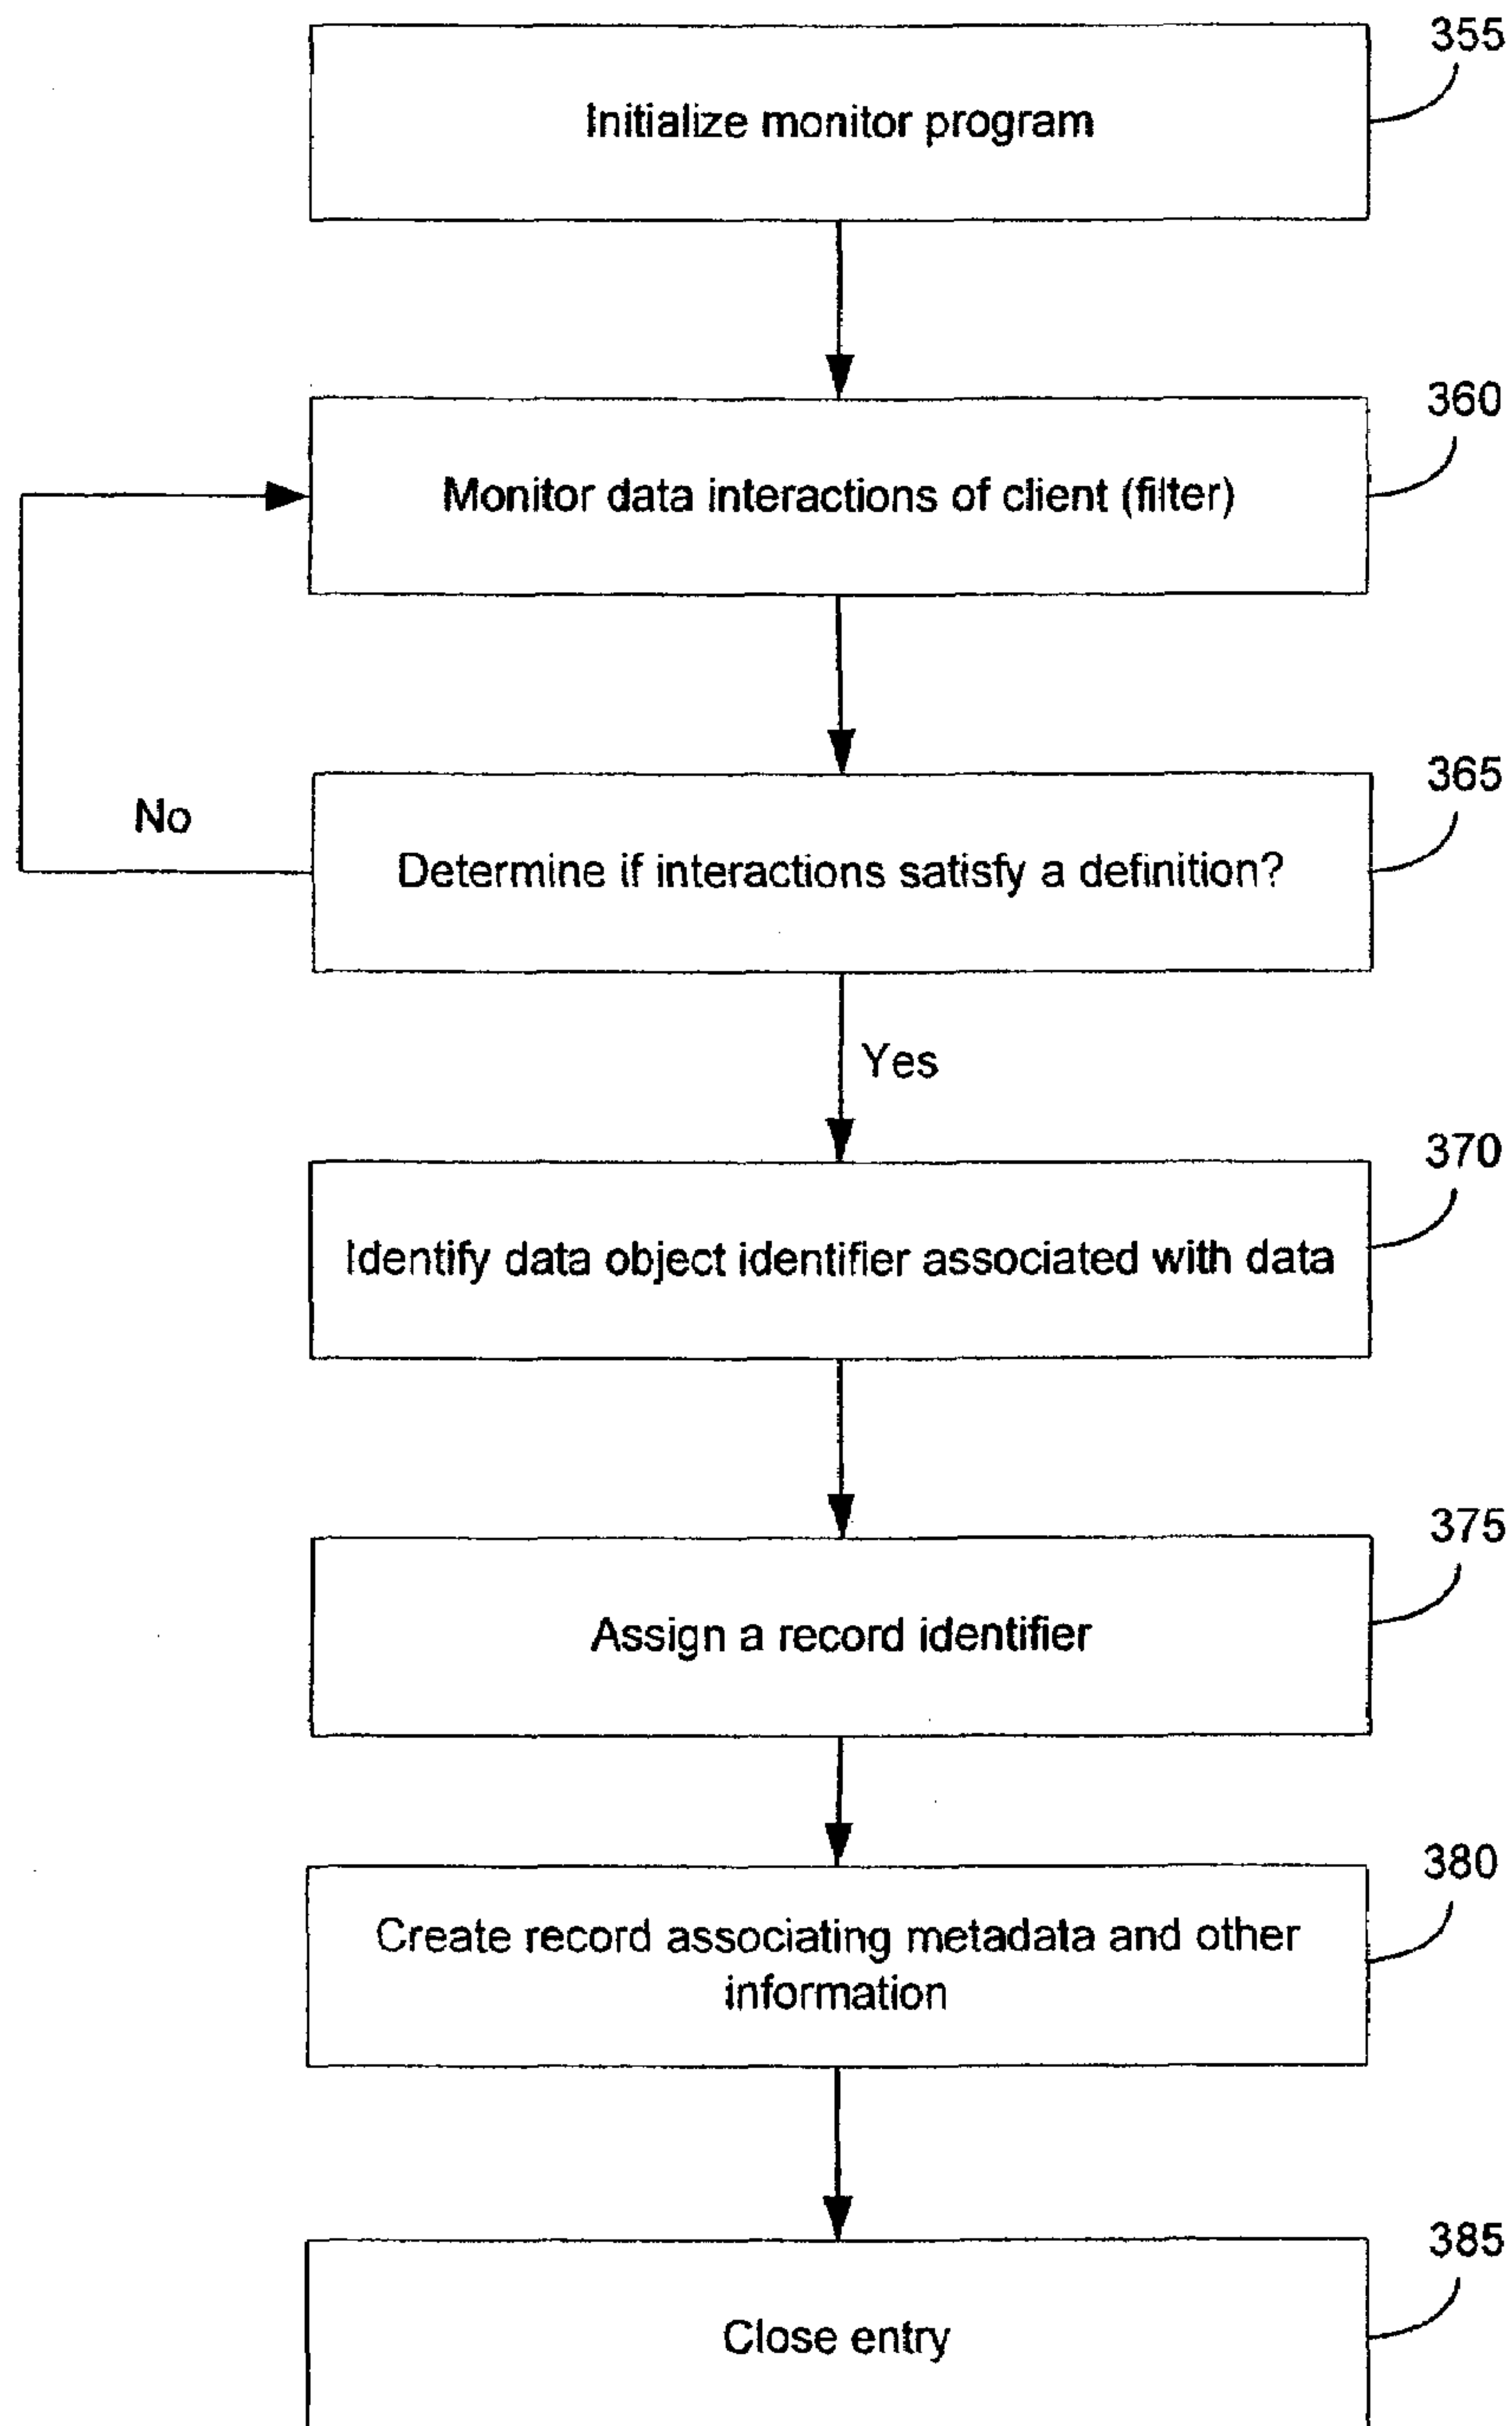 355
Initialize monitor program
360
Monitor data interactions of client (filter)
365
No
Determine if interactions satisfy a definition?
Yes
370
Identify data object identifier associated with data
375
Assign a record identifier
380
Create record associating metadata and other
information
385
Close entry